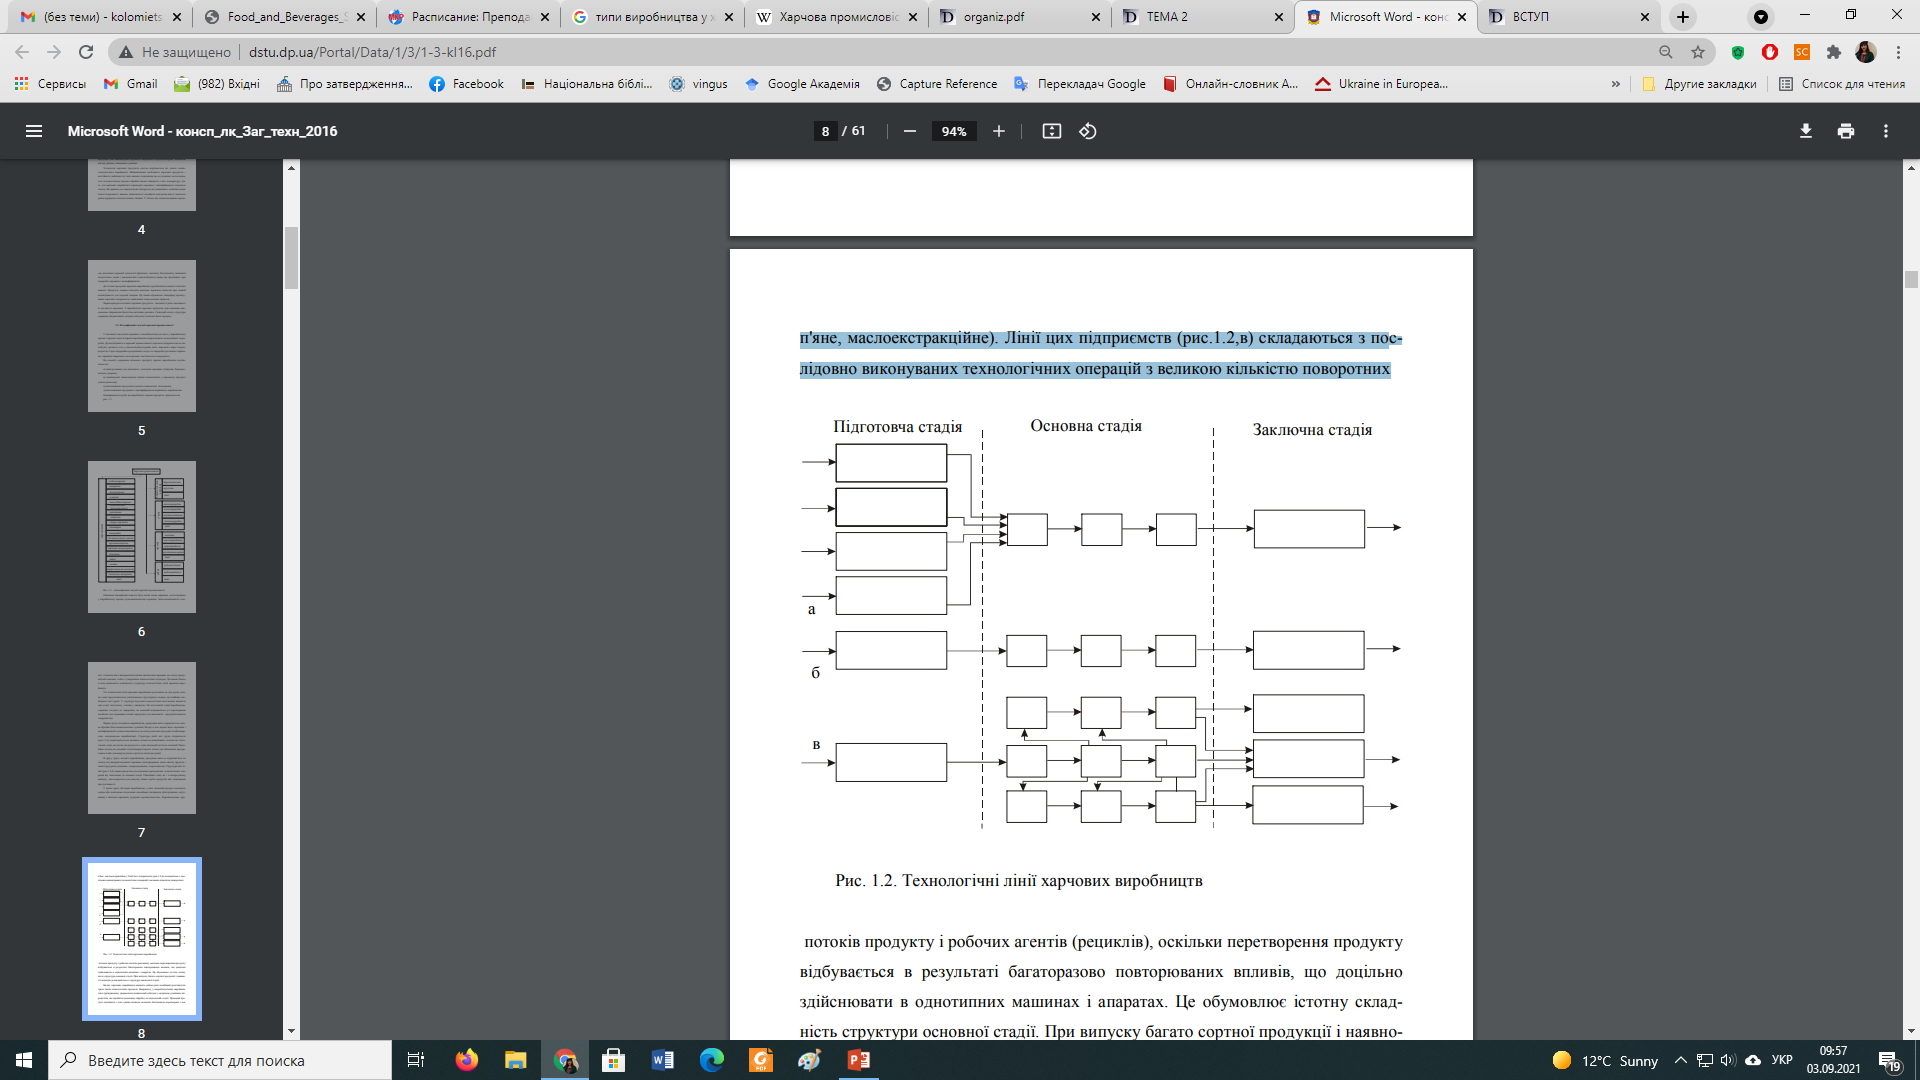 (без теми) - kolomiets
Food_and_Beverages_
Расписание: Препода
типи виробництва у х
Харчова промисловіс
organiz.pdf
ТЕМА 2
Microsoft Word - конс
ВСТУП
Не защищено
dstu.dp.ua/Portal/Data/1/3/1-3-kl16.pdf
Сервисы
Gmail
(982) Вхідні
Про затвердження...
Facebook
Національна бібліі...
vingus
Google Академія
Capture Reference
Перекладач Google
Онлайн-словник А...
Ukraine in Europea...
»
Другие закладки
Список для чтения
Microsoft Word - консп_лк_Заг_техн_2016
8 / 61
94%
4
5
6
7
8
п'яне, маслоекстракційне). Лінії цих підприємств (рис.1.2,в) складаються з пос-
лідовно виконуваних технологічних операцій з великою кількістю поворотних
Підготовча стадія
Основна стадія
Заключна стадія
а
б
в
Рис. 1.2. Технологічні лінії харчових виробництв
потоків продукту і робочих агентів (рециклів), оскільки перетворення продукту
відбувається в результаті багаторазово повторюваних впливів, що доцільно
здійснювати в однотипних машинах і апаратах. Це обумовлює істотну склад-
ність структури основної стадії. При випуску багато сортної продукції і наявно-
Введите здесь текст для поиска
12°C Sunny
УКР
09:57
03.09.2021
19